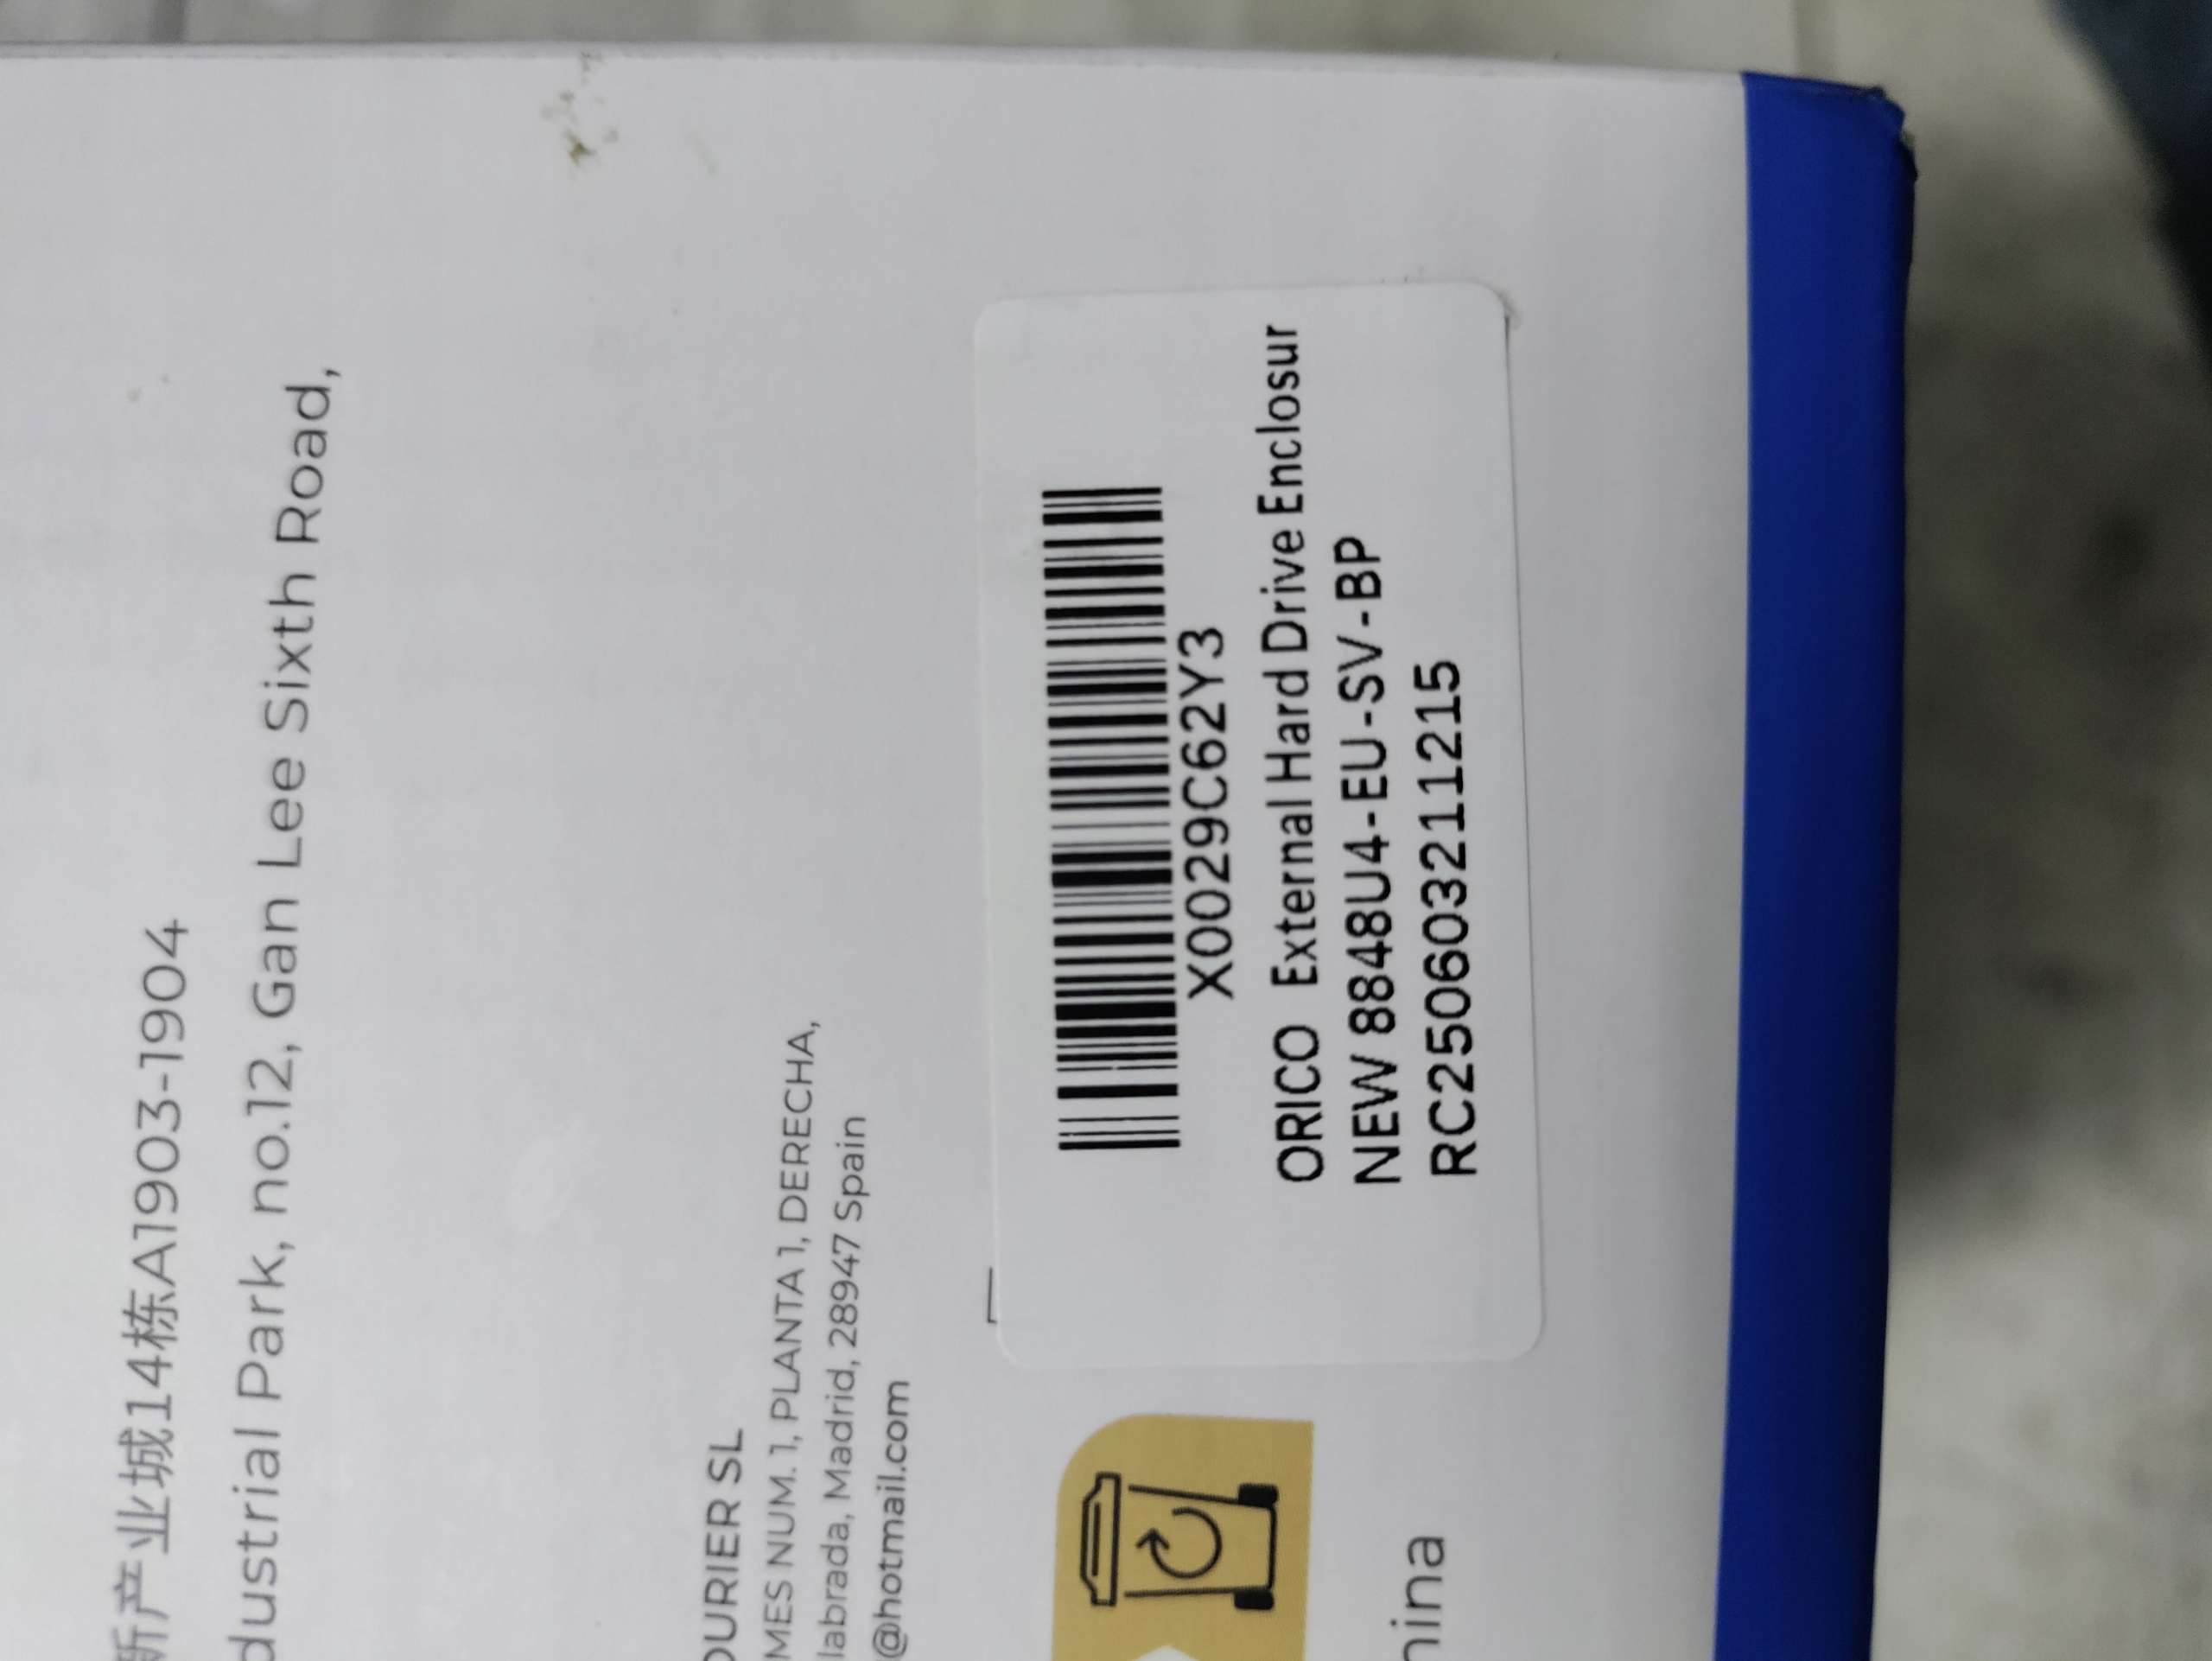 新产业城14栋A1903-1904
dustrial Park, no.12, Gan Lee Sixth Road,
OURIER SL
MES NUM. 1, PLANTA 1, DERECHA,
labrada, Madrid, 28947 Spain
@hotmail.com
X0029C62Y3
ORICO External Hard Drive Enclosur
NEW 8848U4-EU-SV-BP
RC250603211215
hina